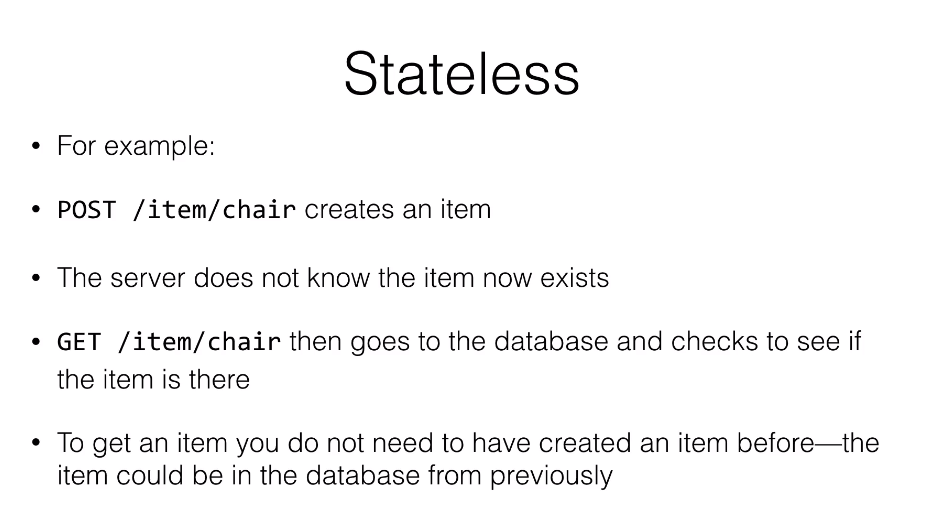 Stateless
• For example:
• POST /item/chair creates an item
• The server does not know the item now exists
• GET /item/chair then goes to the database and checks to see if
the item is there
• To get an item you do not need to have created an item before—the
item could be in the database from previously